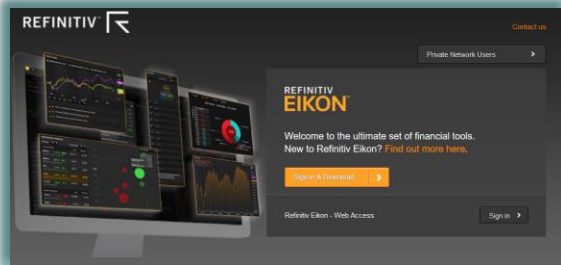 REFINITIV
Contact us
Private Network Users
REFINITIV
EIKON
Welcome to the ultimate set of financial tools.
New to Refinitiv Eikon? Find out more here.
Sign in & Download
Refinitiv Eikon - Web Access
Sign in